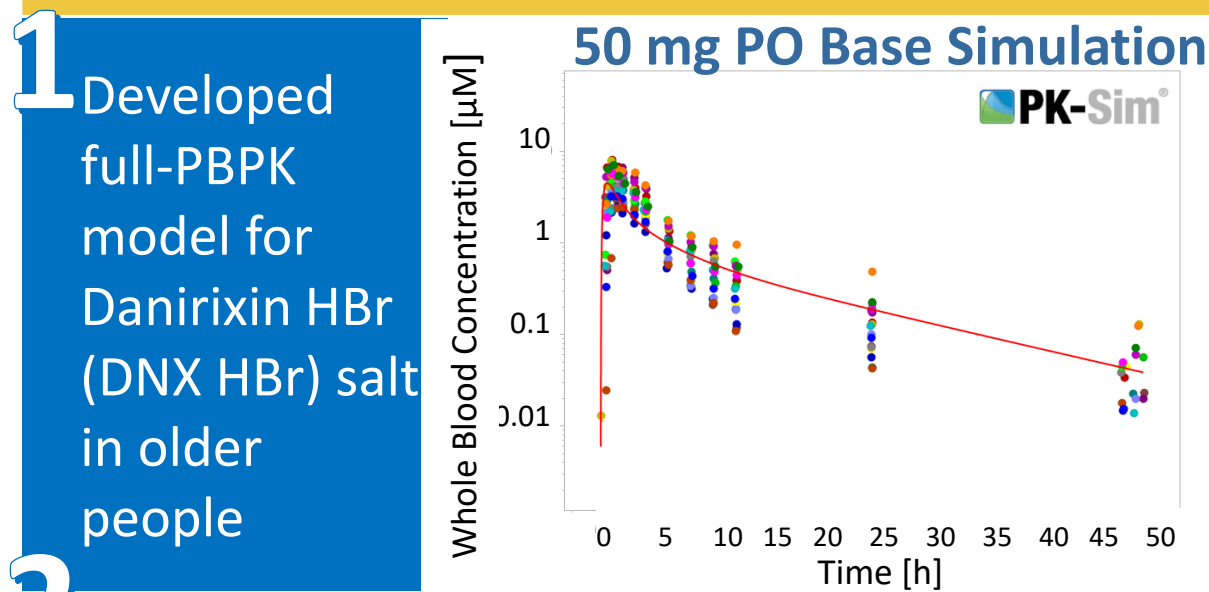 1
Developed
full-PBPK
model for
Danirixin HBr
(DNX HBr) salt
in older
people
2
50 mg PO Base Simulation
PK-Sim®
Whole Blood Concentration [µM]
10
1
0.1
0.01
0 5 10 15 20 25 30 35 40 45 50
Time [h]